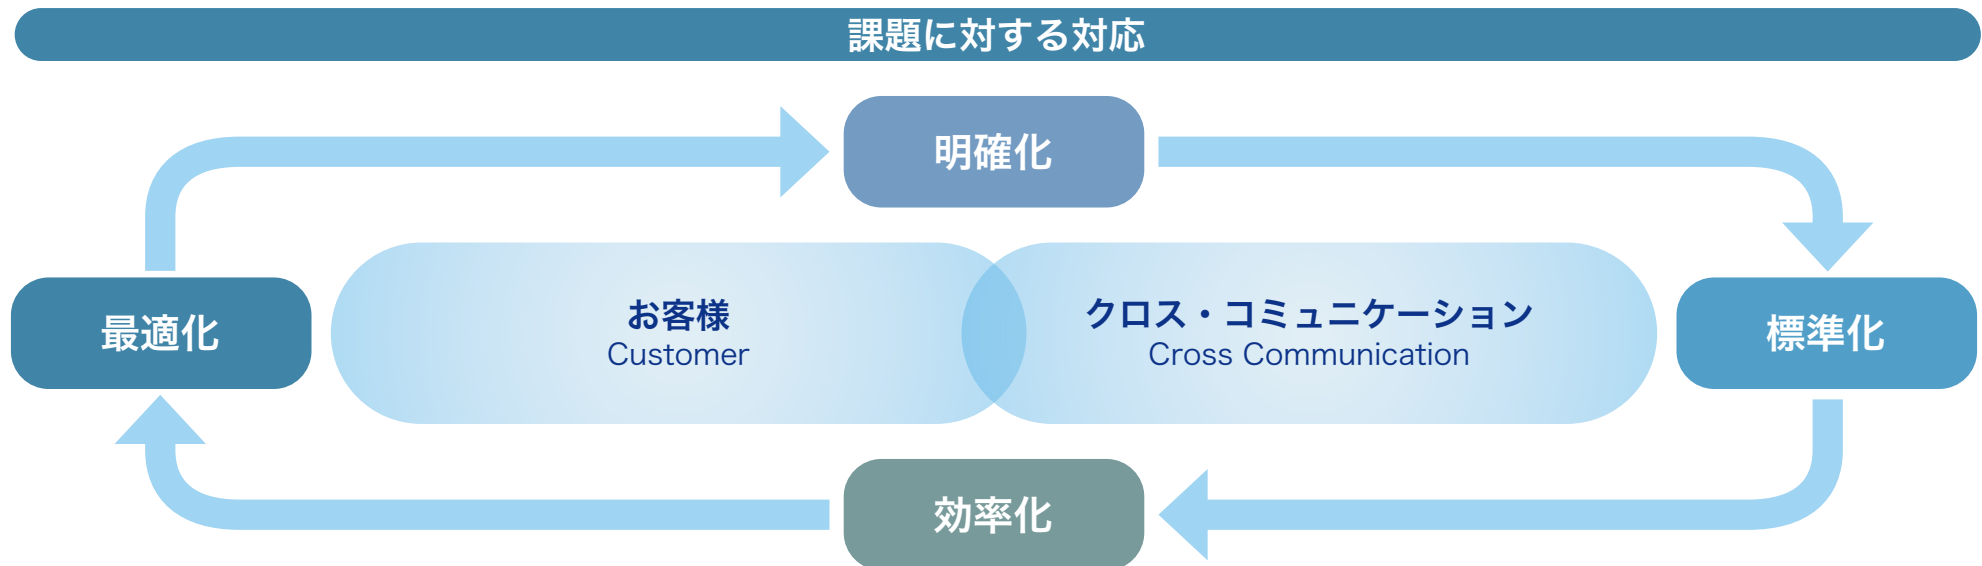 課題に対する対応
明確化
最適化
お客様
Customer
クロス・コミュニケーション
Cross Communication
標準化
効率化